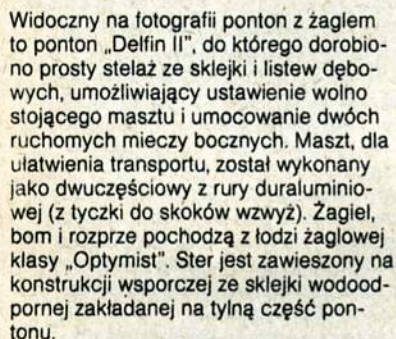 Widoczny na fotografii ponton z żaglem
to ponton „Delfin II", do którego dorobio-
no prosty stelaż ze sklejki i listew dębo-
wych, umożliwiający ustawienie wolno
stojącego masztu i umocowanie dwóch
ruchomych mieczy bocznych. Maszt, dla
ułatwienia transportu, został wykonany
jako dwuczęściowy z rury duraluminio-
wej (z tyczki do skoków wzwyż). Żagiel,
bom i rozprze pochodzą z łodzi żaglowej
klasy „Optymist". Ster jest zawieszony na
konstrukcji wsporczej ze sklejki wodood-
pornej zakładanej na tylną część pon-
tonu.